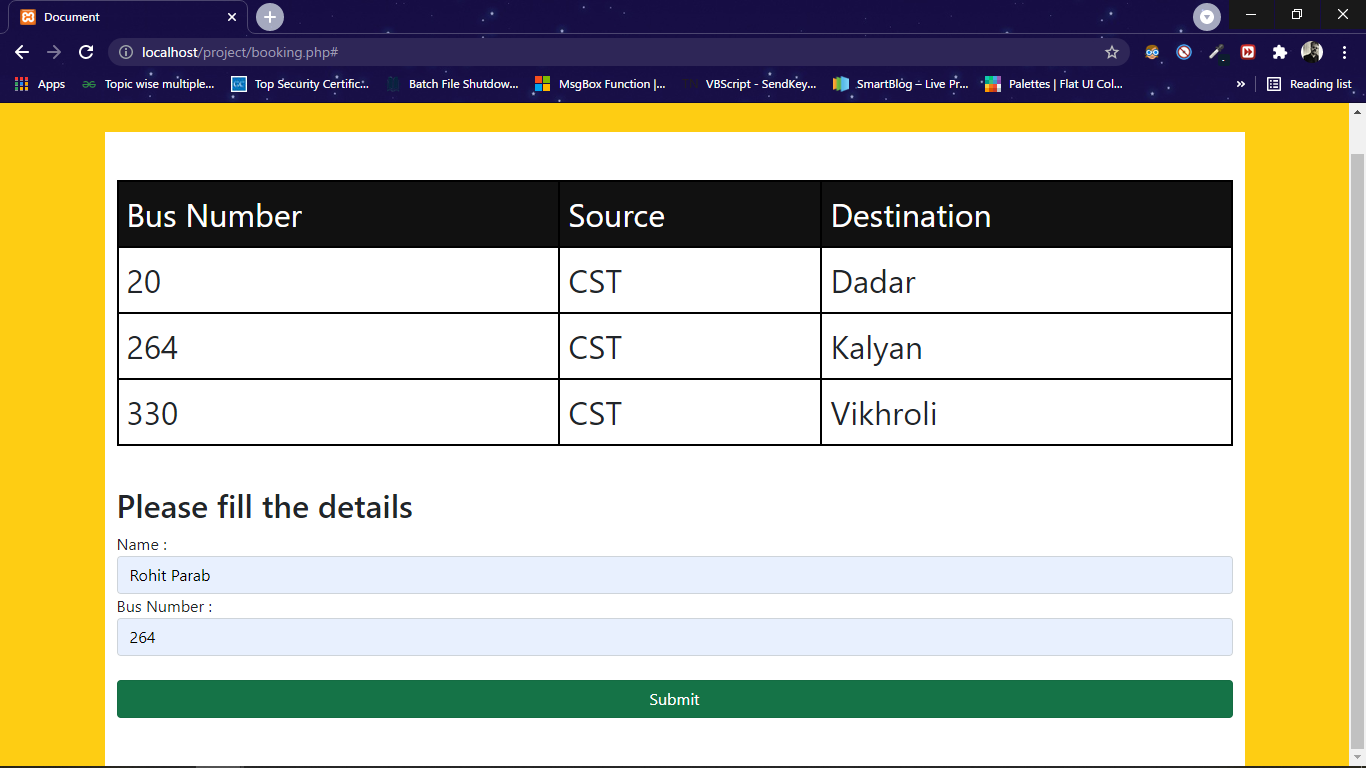 Document
localhost/project/booking.php#
Apps Topic wise multiple... Top Security Certific... Batch File Shutdow... MsgBox Function |... VBScript - SendKey... SmartBlog – Live Pr... Palettes | Flat UI Col... » Reading list
Bus Number Source Destination
20 CST Dadar
264 CST Kalyan
330 CST Vikhroli
Please fill the details
Name :
Rohit Parab
Bus Number :
264
Submit